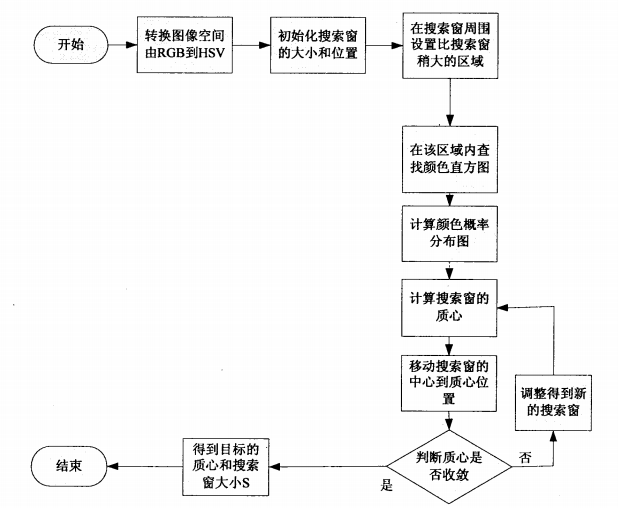 开始
转换图像空间
由RGB到HSV
初始化搜索窗
的大小和位置
在搜索窗周围
设置比搜索窗
稍大的区域
在该区域内查
找颜色直方图
计算颜色概率
分布图
计算搜索窗的
质心
移动搜索窗的
中心到质心位
置
调整得到新
的搜索窗
判断质心是
否收敛
否
是
得到目标的
质心和搜索
窗大小S
结束